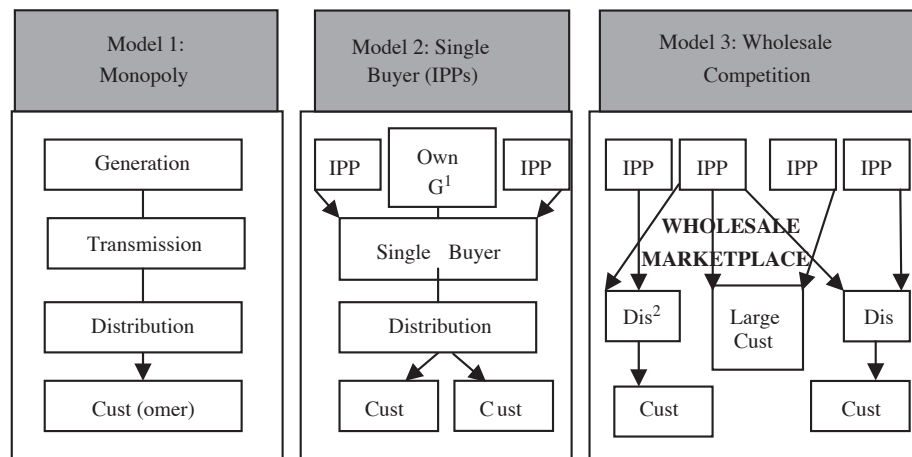 Model 1:
Monopoly
Generation
Transmission
Distribution
Cust (omer)
Model 2: Single
Buyer (IPPs)
IPP
Own
G¹
IPP
Single Buyer
Distribution
Cust
Cust
Model 3: Wholesale
Competition
IPP
IPP
IPP
IPP
WHOLESALE
MARKETPLACE
Dis²
Large
Cust
Dis
Cust
Cust